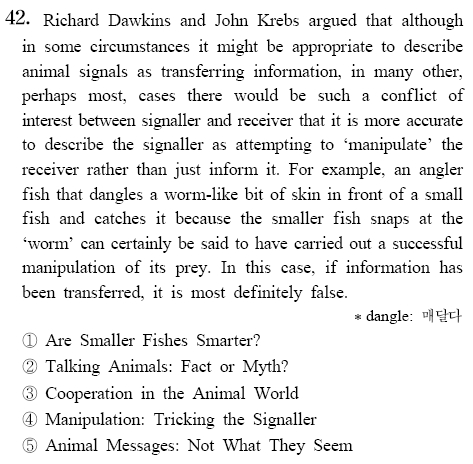 42. Richard Dawkins and John Krebs argued that although
in some circumstances it might be appropriate to describe
animal signals as transferring information, in many other,
perhaps most, cases there would be such a conflict of
interest between signaller and receiver that it is more accurate
to describe the signaller as attempting to ‘manipulate’ the
receiver rather than just inform it. For example, an angler
fish that dangles a worm-like bit of skin in front of a small
fish and catches it because the smaller fish snaps at the
‘worm’ can certainly be said to have carried out a successful
manipulation of its prey. In this case, if information has
been transferred, it is most definitely false.
* dangle: 매달다
① Are Smaller Fishes Smarter?
② Talking Animals: Fact or Myth?
③ Cooperation in the Animal World
④ Manipulation: Tricking the Signaller
⑤ Animal Messages: Not What They Seem